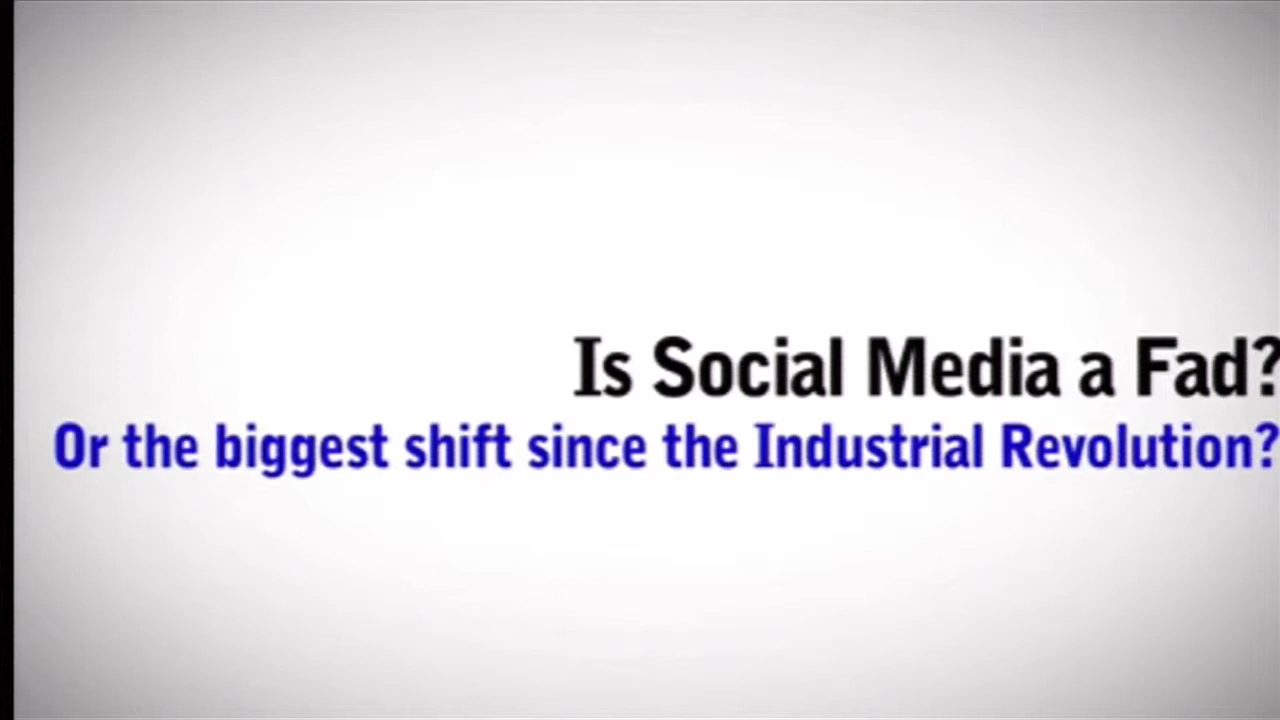 Is Social Media a Fad?
Or the biggest shift since the Industrial Revolution?